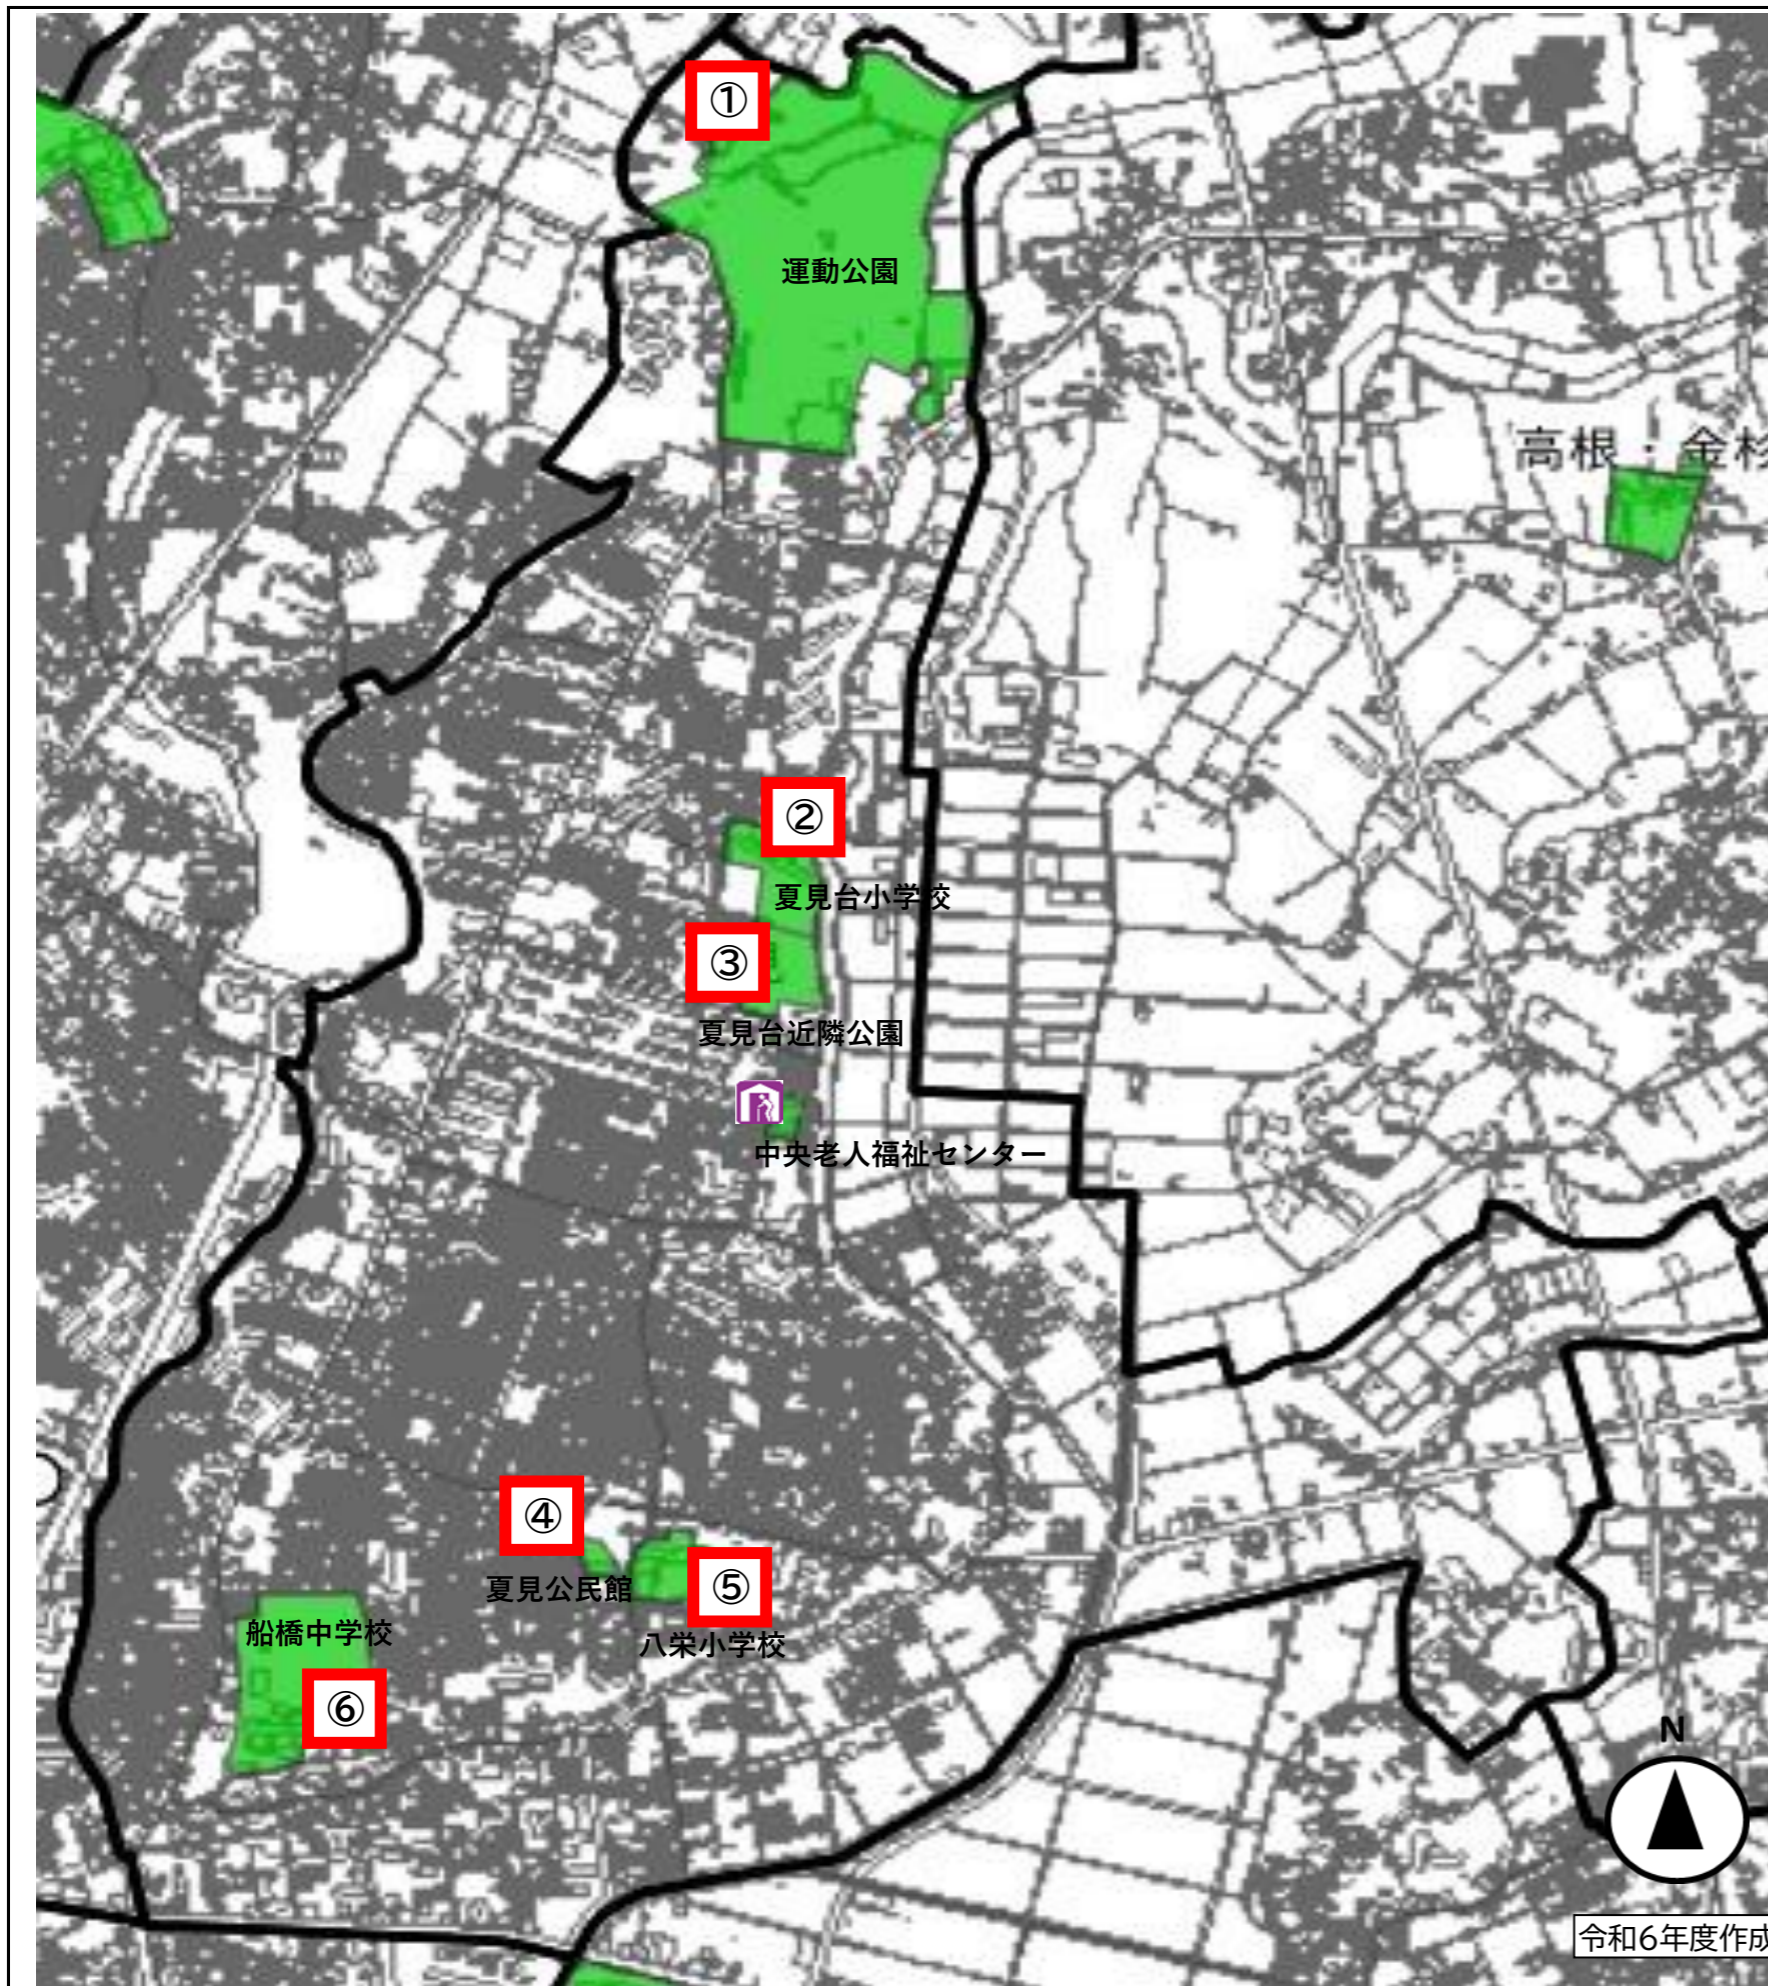 ①
運動公園
高根・金杉
②
夏見台小学校
③
夏見台近隣公園
中央老人福祉センター
④
夏見公民館
⑤
八栄小学校
船橋中学校
⑥
N
令和6年度作成